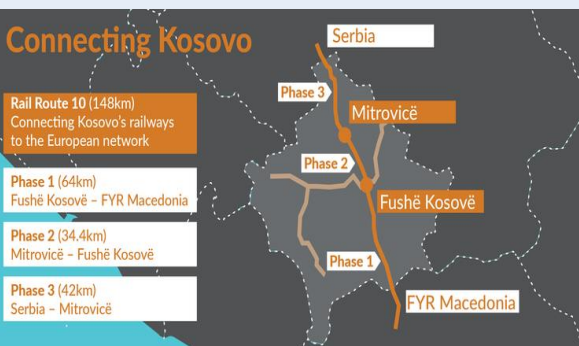 Connecting Kosovo
Rail Route 10 (148km)
Connecting Kosovo's railways
to the European network
Phase 1 (64km)
Fushë Kosovë – FYR Macedonia
Phase 2 (34.4km)
Mitrovicë – Fushë Kosovë
Phase 3 (42km)
Serbia – Mitrovicë
Serbia
Phase 3
Mitrovicë
Phase 2
Fushë Kosovë
Phase 1
FYR Macedonia